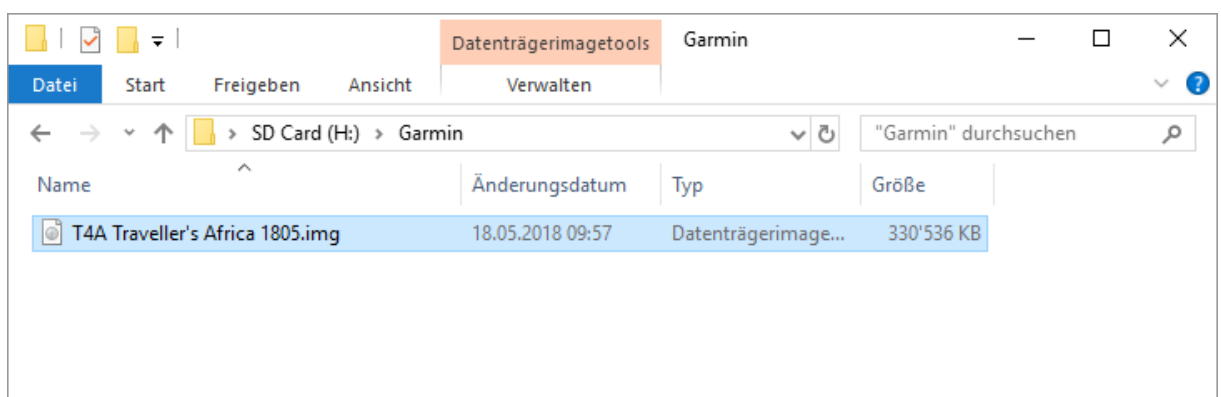 Datenträgerimagetools Garmin
Datei Start Freigeben Ansicht Verwalten ?
SD Card (H:) > Garmin "Garmin" durchsuchen
Name Änderungsdatum Typ Größe
T4A Traveller's Africa 1805.img 18.05.2018 09:57 Datenträgerimage... 330'536 KB